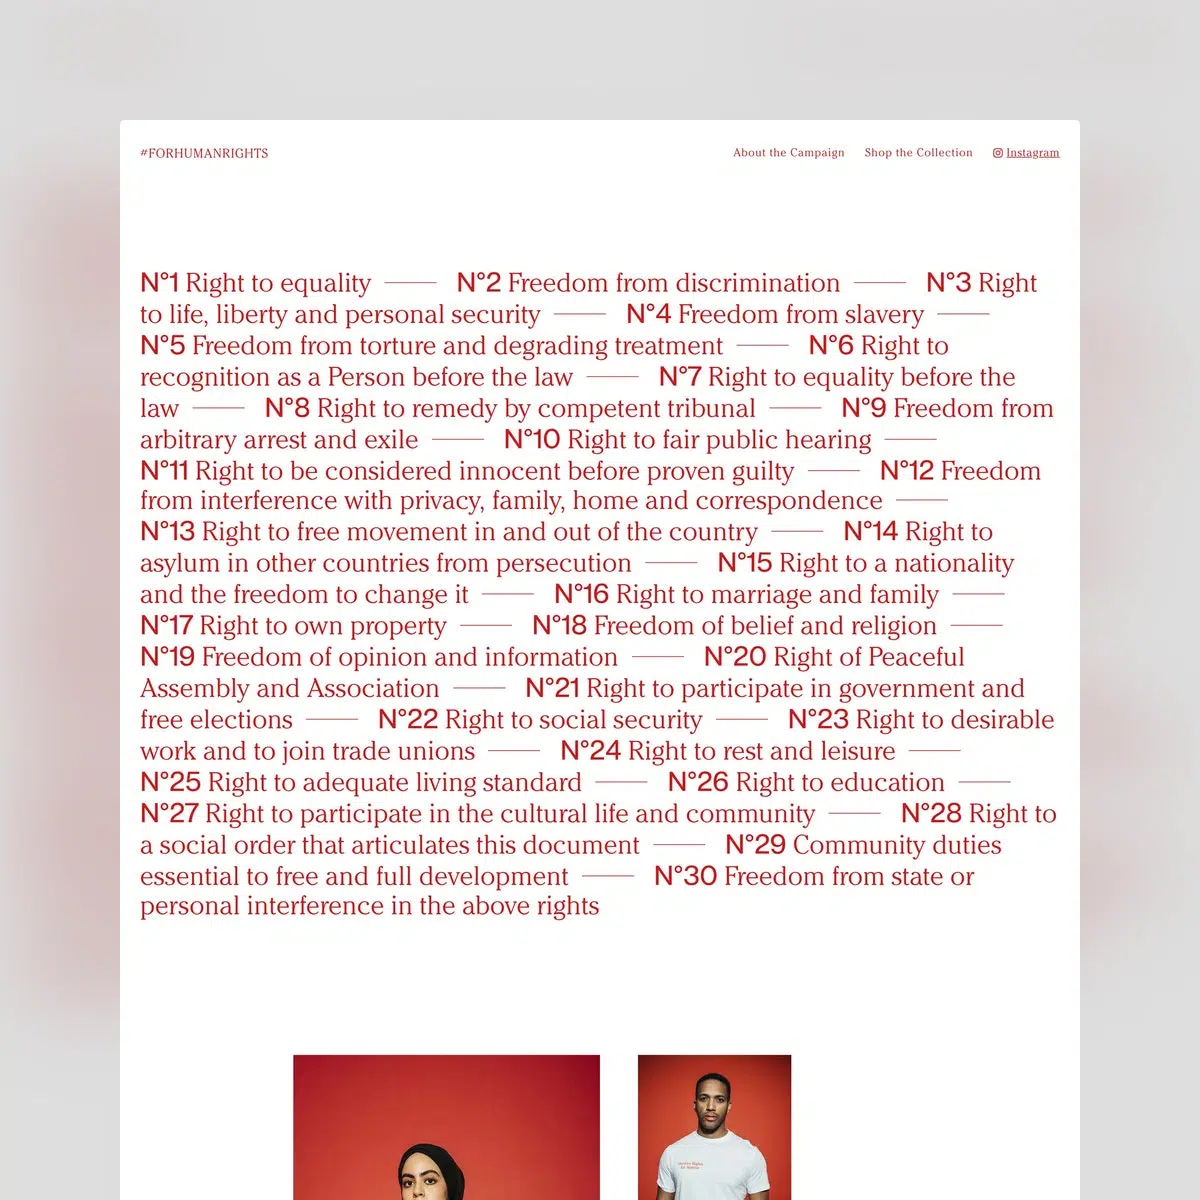 #FORHUMANRIGHTS
About the Campaign
Shop the Collection
Instagram
N°1 Right to equality —— N°2 Freedom from discrimination —— N°3 Right
to life, liberty and personal security —— N°4 Freedom from slavery ——
N°5 Freedom from torture and degrading treatment —— N°6 Right to
recognition as a Person before the law —— N°7 Right to equality before the
law —— N°8 Right to remedy by competent tribunal —— N°9 Freedom from
arbitrary arrest and exile —— N°10 Right to fair public hearing ——
N°11 Right to be considered innocent before proven guilty —— N°12 Freedom
from interference with privacy, family, home and correspondence ——
N°13 Right to free movement in and out of the country —— N°14 Right to
asylum in other countries from persecution —— N°15 Right to a nationality
and the freedom to change it —— N°16 Right to marriage and family ——
N°17 Right to own property —— N°18 Freedom of belief and religion ——
N°19 Freedom of opinion and information —— N°20 Right of Peaceful
Assembly and Association —— N°21 Right to participate in government and
free elections —— N°22 Right to social security —— N°23 Right to desirable
work and to join trade unions —— N°24 Right to rest and leisure ——
N°25 Right to adequate living standard —— N°26 Right to education ——
N°27 Right to participate in the cultural life and community —— N°28 Right to
a social order that articulates this document —— N°29 Community duties
essential to free and full development —— N°30 Freedom from state or
personal interference in the above rights